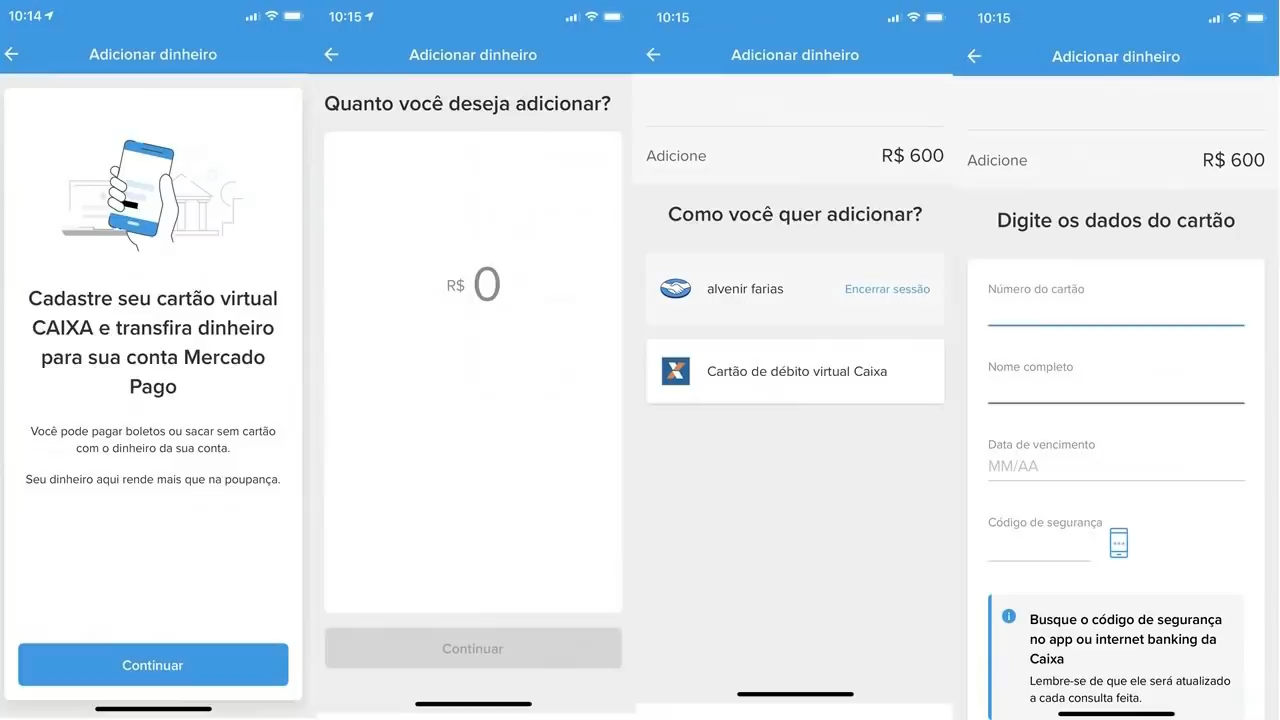 10:14
Adicionar dinheiro
Cadastre seu cartão virtual
CAIXA e transfira dinheiro
para sua conta Mercado
Pago
Você pode pagar boletos ou sacar sem cartão
com o dinheiro da sua conta.
Seu dinheiro aqui rende mais que na poupança.
Continuar
10:15
Adicionar dinheiro
Quanto você deseja adicionar?
R$ 0
Continuar
10:15
Adicionar dinheiro
Adicione R$ 600
Como você quer adicionar?
alvenir farias Encerrar sessão
Cartão de débito virtual Caixa
10:15
Adicionar dinheiro
Adicione R$ 600
Digite os dados do cartão
Número do cartão
Nome completo
Data de vencimento
MM/AA
Código de segurança
Busque o código de segurança
no app ou internet banking da
Caixa
Lembre-se de que ele será atualizado
a cada consulta feita.